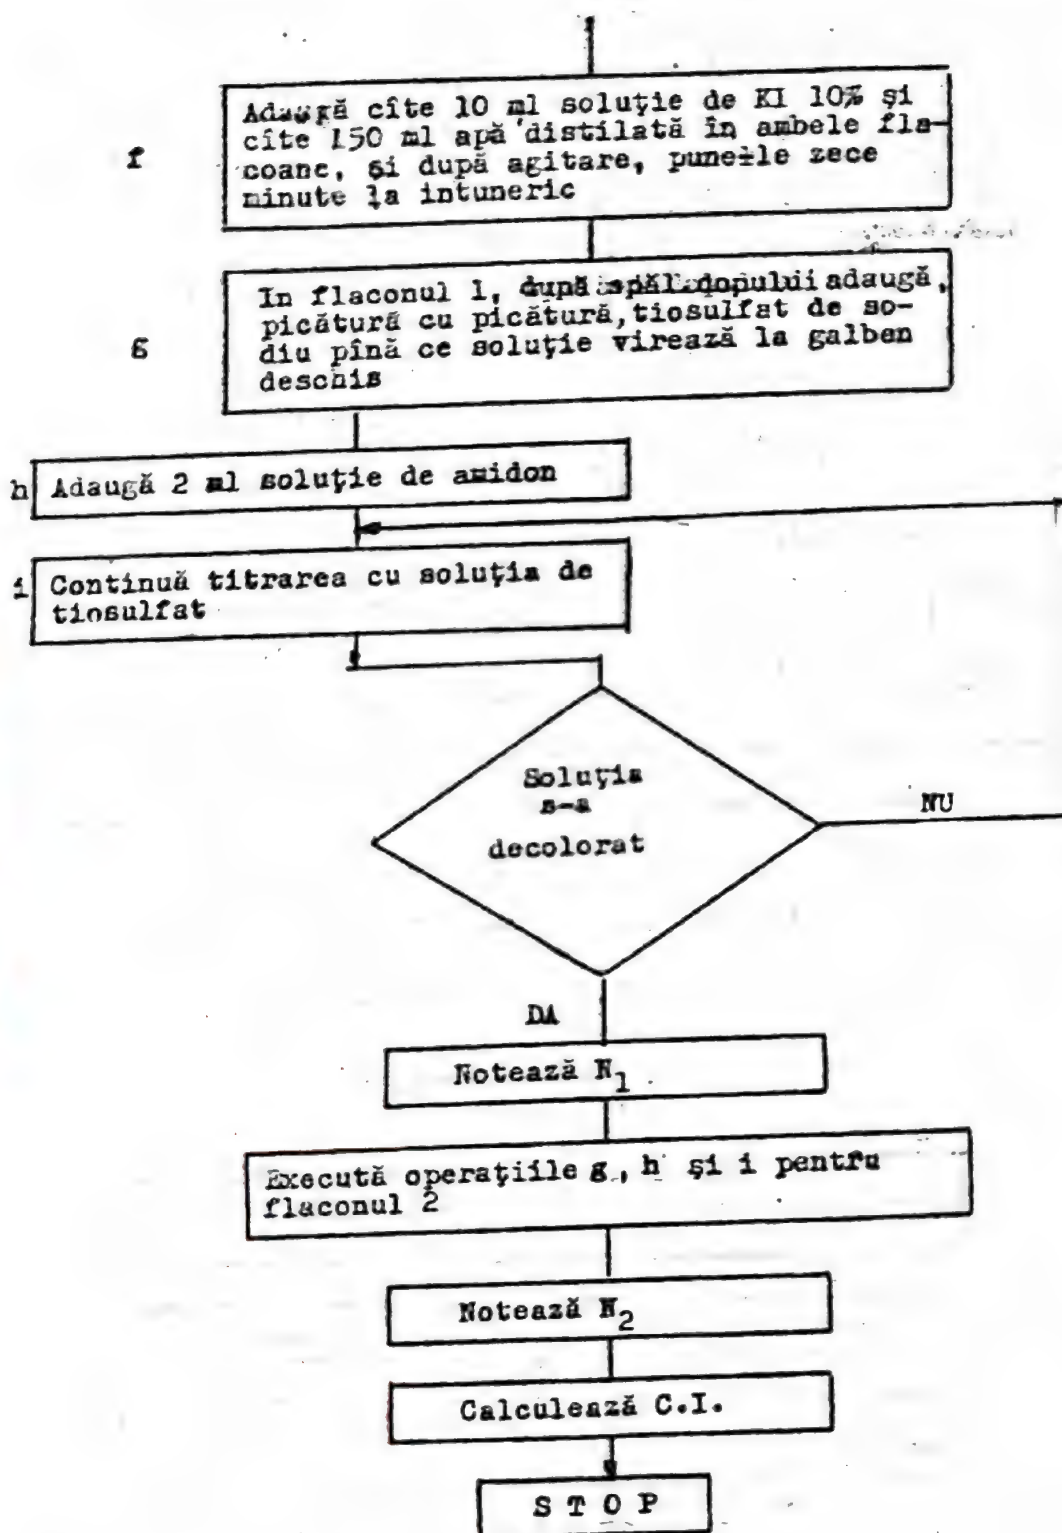 Adaugă cîte 10 ml soluție de KI 10% și
cîte 150 ml apă distilată în ambele fla-
coane, și după agitare, pune-le zece
minute la intuneric
f
In flaconul 1, după spăl. dopului adaugă,
picătură cu picătură, tiosulfat de so-
diu pînă ce soluție virează la galben
deschis
g
h Adaugă 2 ml soluție de amidon
i Continuă titrarea cu soluția de
tiosulfat
Soluția
s-a
decolorat
NU
DA
Notează N₁
Execută operațiile g, h și i pentru
flaconul 2
Notează N₂
Calculează C.I.
S T O P